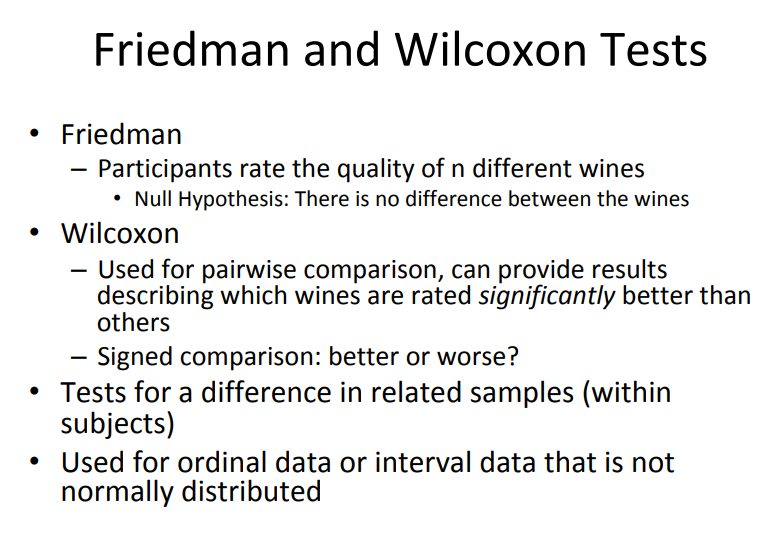 Friedman and Wilcoxon Tests
• Friedman
– Participants rate the quality of n different wines
• Null Hypothesis: There is no difference between the wines
• Wilcoxon
– Used for pairwise comparison, can provide results
describing which wines are rated significantly better than
others
– Signed comparison: better or worse?
• Tests for a difference in related samples (within
subjects)
• Used for ordinal data or interval data that is not
normally distributed